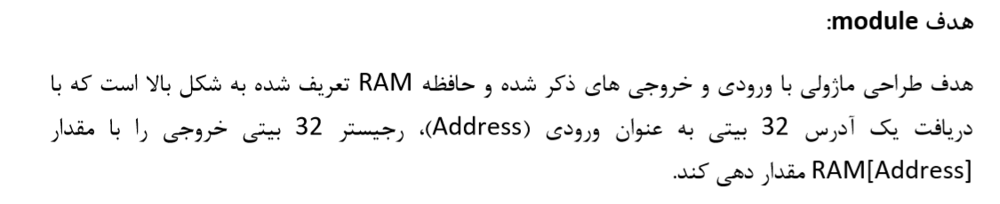 هدف module:
هدف طراحی ماژولی با ورودی و خروجی های ذکر شده و حافظه RAM تعریف شده به شکل بالا است که با
دریافت یک آدرس 32 بیتی به عنوان ورودی (Address)، رجیستر 32 بیتی خروجی را با مقدار
RAM[Address] مقدار دهی کند.